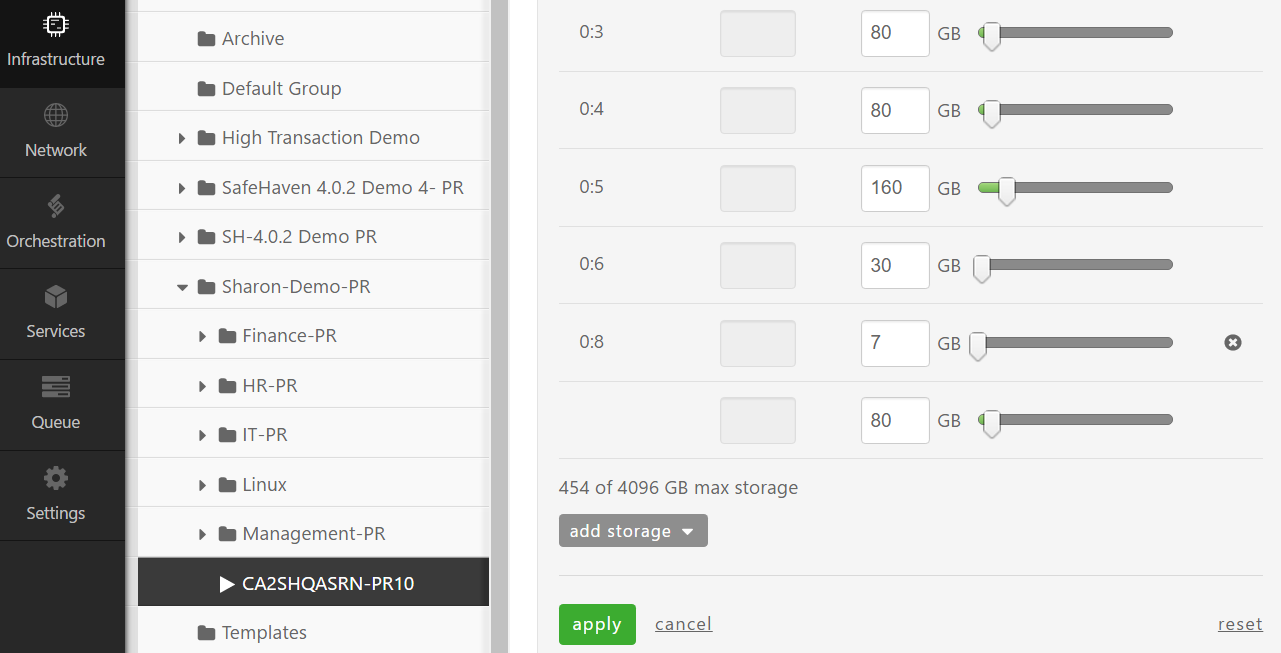 Infrastructure
Network
Orchestration
Services
Queue
Settings
Archive
Default Group
High Transaction Demo
SafeHaven 4.0.2 Demo 4- PR
SH-4.0.2 Demo PR
Sharon-Demo-PR
Finance-PR
HR-PR
IT-PR
Linux
Management-PR
CA2SHQASRN-PR10
Templates
0:3 80 GB
0:4 80 GB
0:5 160 GB
0:6 30 GB
0:8 7 GB
80 GB
454 of 4096 GB max storage
add storage
apply cancel reset